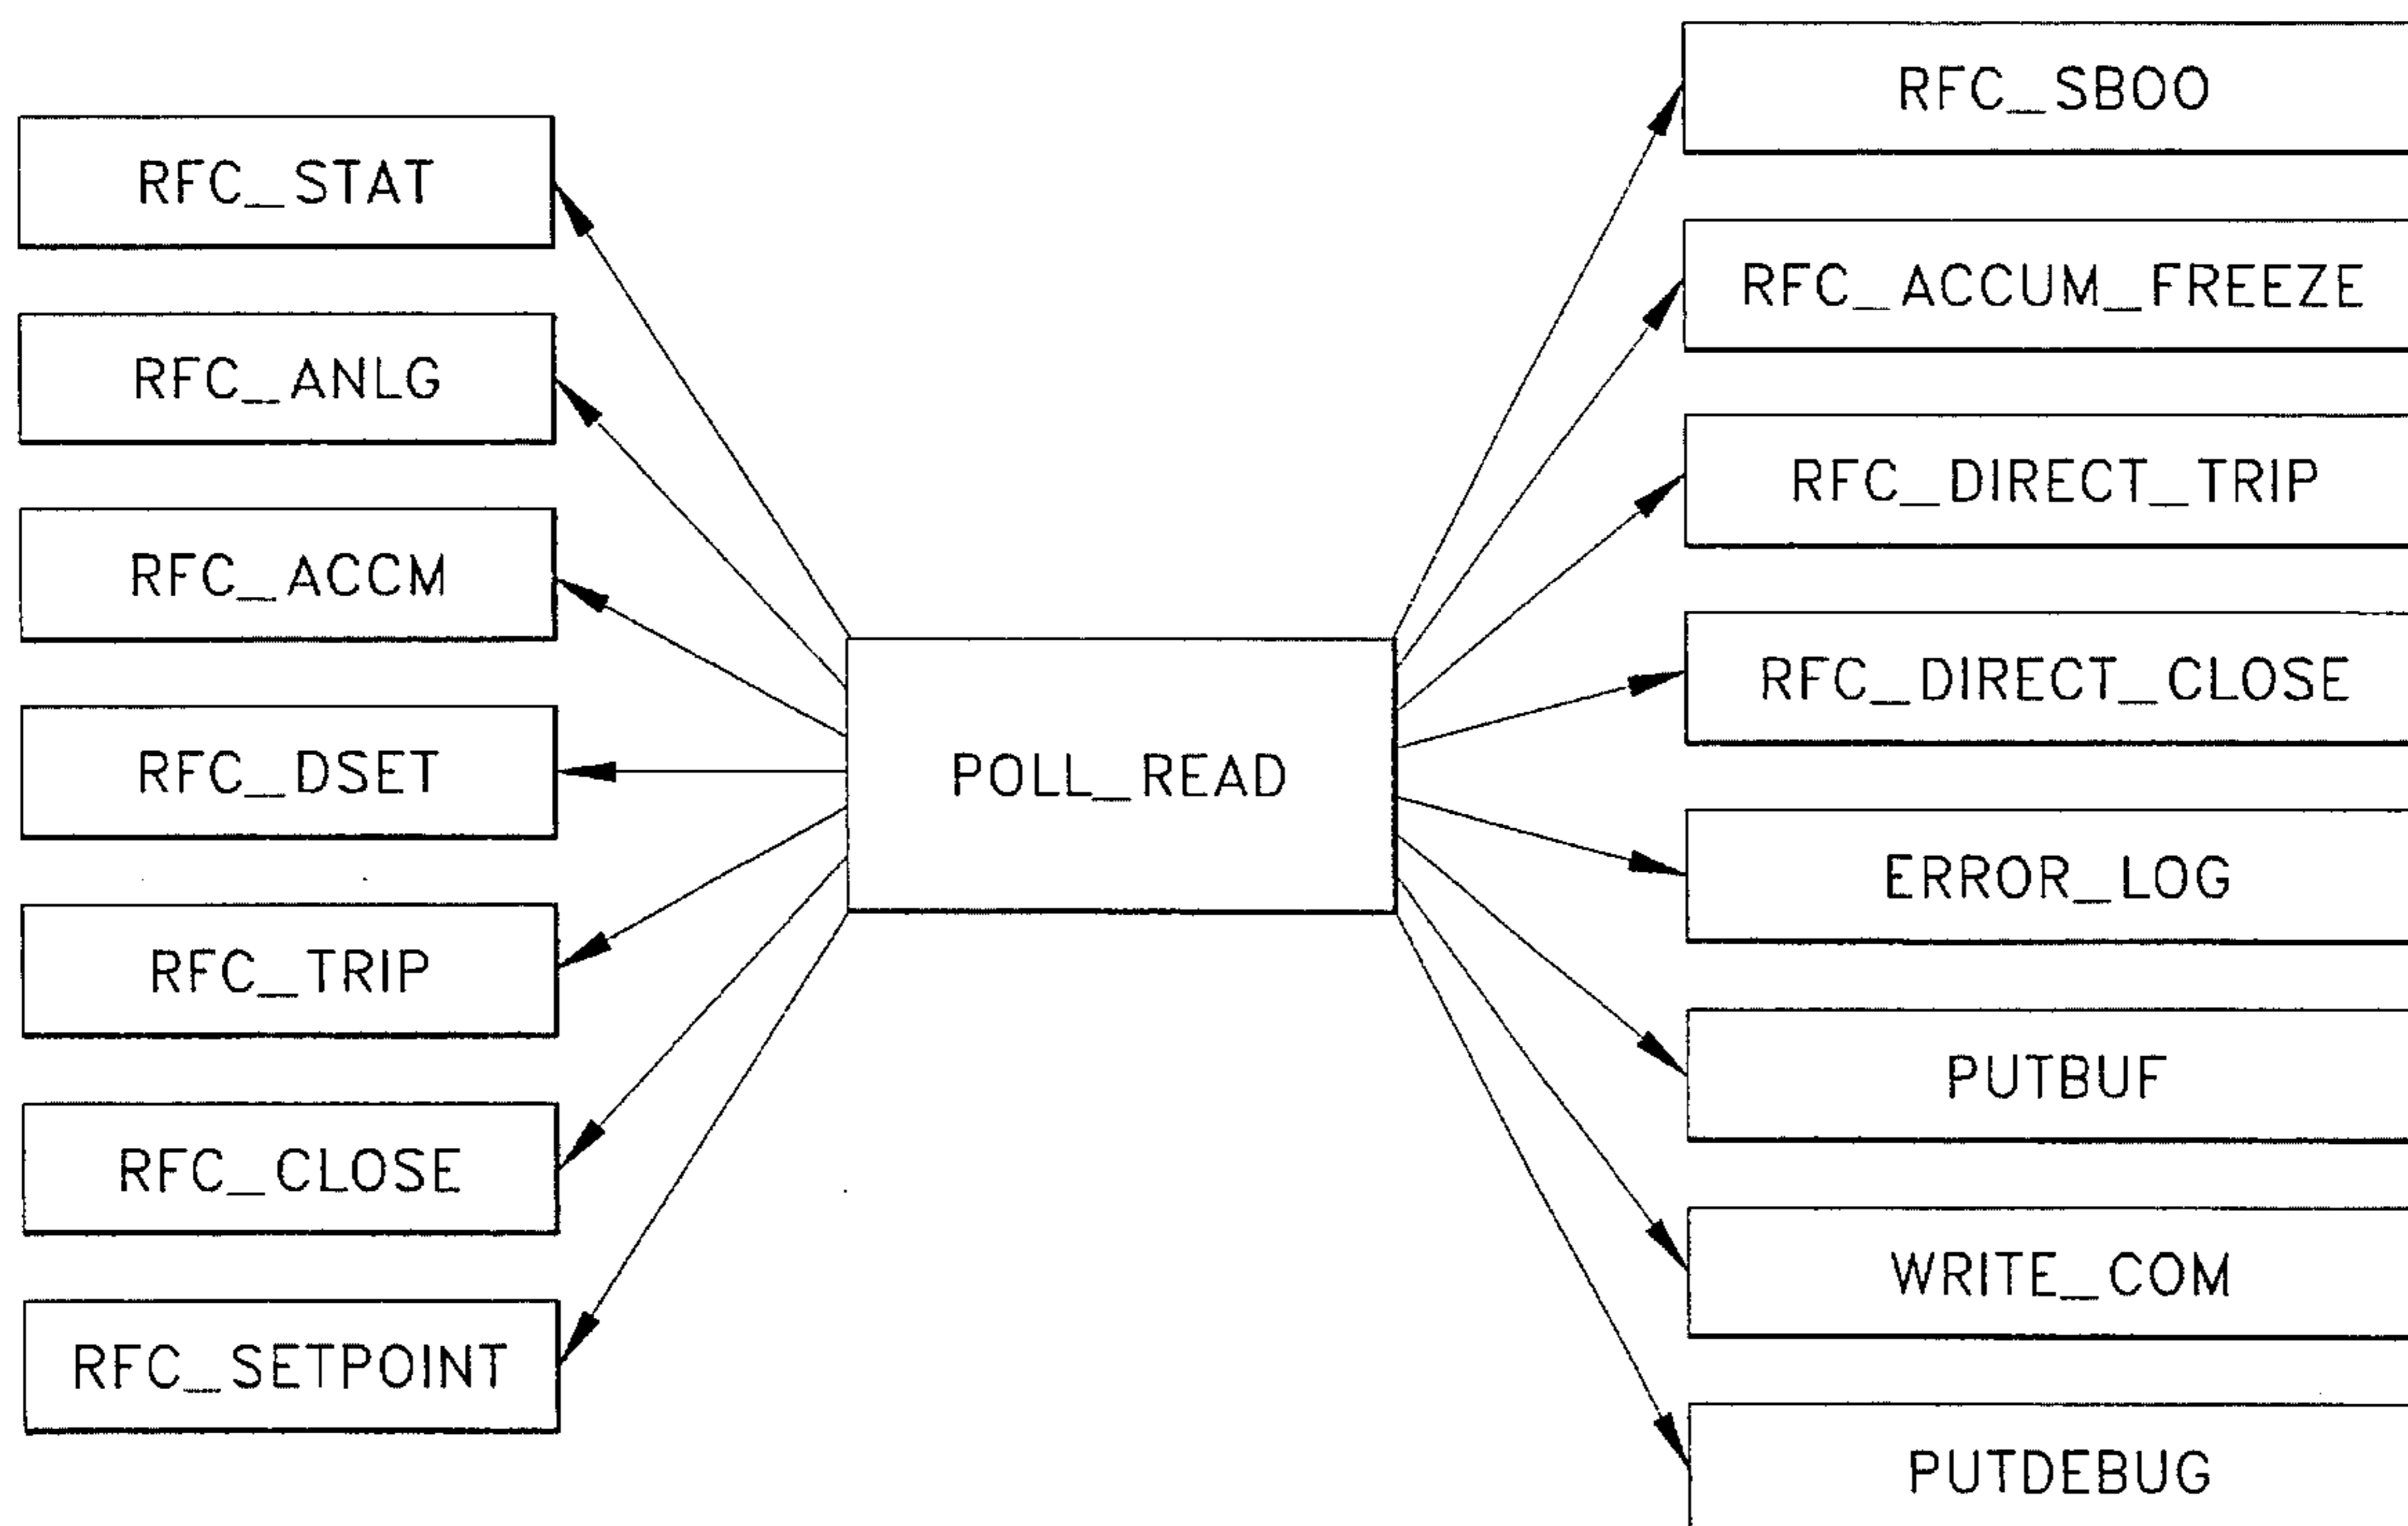 RFC_STAT
RFC_ANLG
RFC_ACCM
RFC_DSET
RFC_TRIP
RFC_CLOSE
RFC_SETPOINT
POLL_READ
RFC_SBOO
RFC_ACCUM_FREEZE
RFC_DIRECT_TRIP
RFC_DIRECT_CLOSE
ERROR_LOG
PUTBUF
WRITE_COM
PUTDEBUG